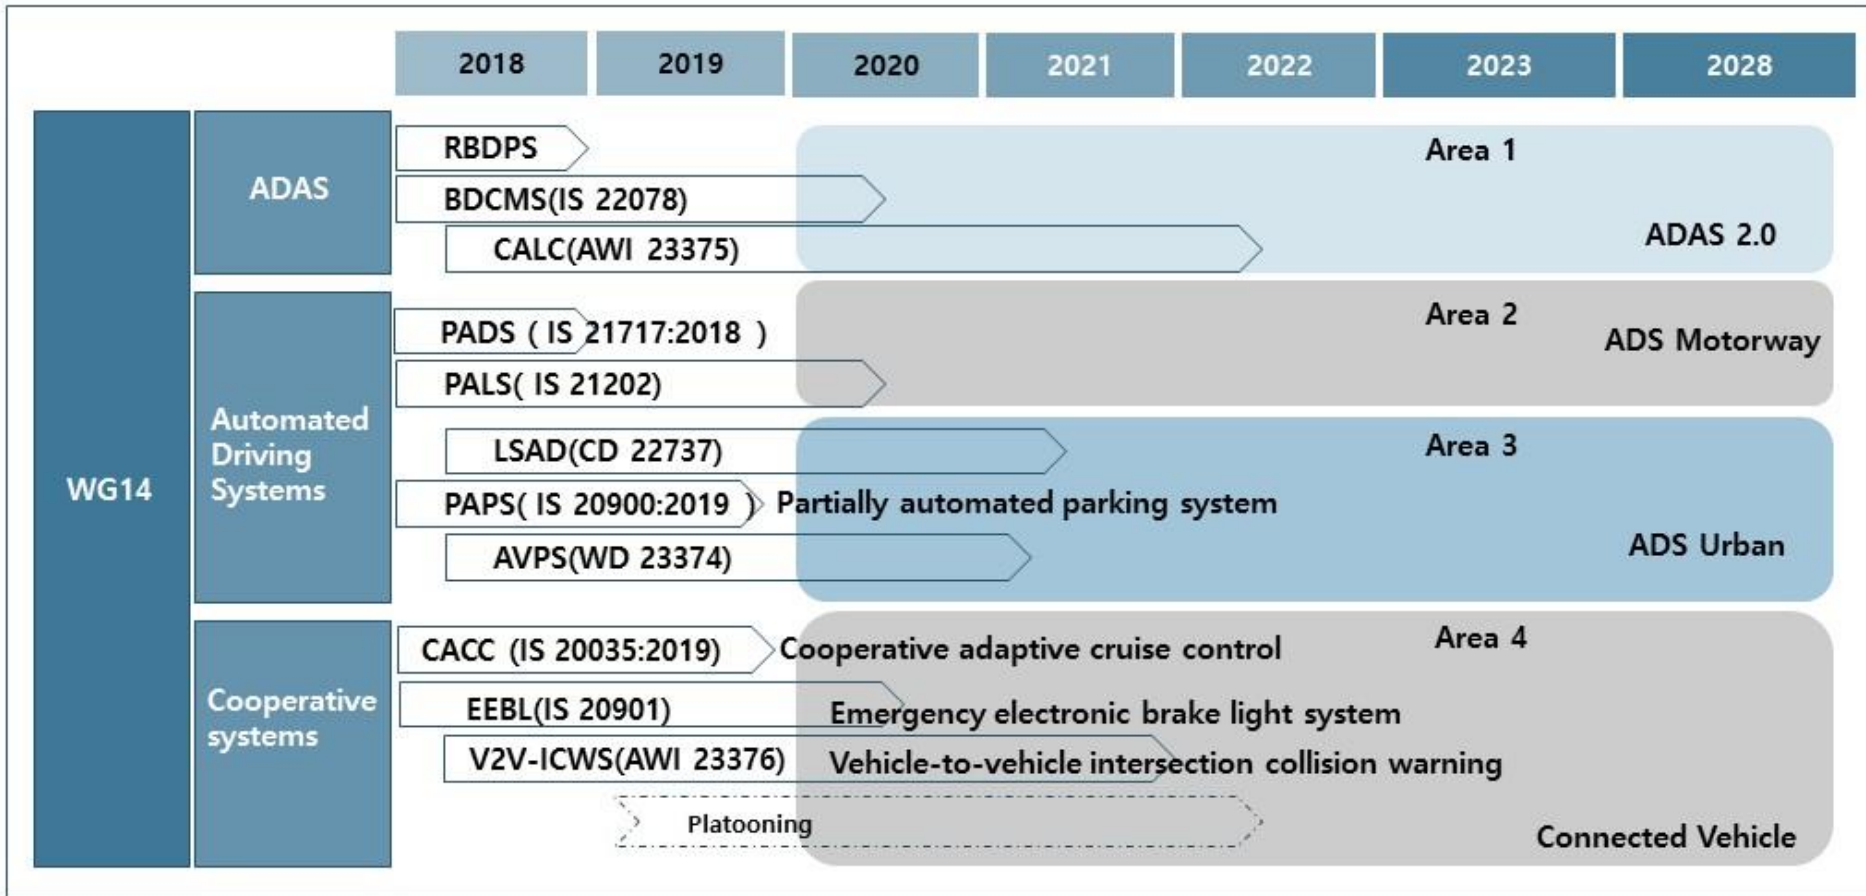 2018 2019 2020 2021 2022 2023 2028
WG14
ADAS
RBDPS
BDCMS(IS 22078)
CALC(AWI 23375)
Area 1
ADAS 2.0
Automated
Driving
Systems
PADS ( IS 21717:2018 )
PALS( IS 21202)
Area 2
ADS Motorway
LSAD(CD 22737)
PAPS( IS 20900:2019 ) Partially automated parking system
AVPS(WD 23374)
Area 3
ADS Urban
Cooperative
systems
CACC (IS 20035:2019) Cooperative adaptive cruise control
EEBL(IS 20901) Emergency electronic brake light system
V2V-ICWS(AWI 23376) Vehicle-to-vehicle intersection collision warning
Platooning
Area 4
Connected Vehicle